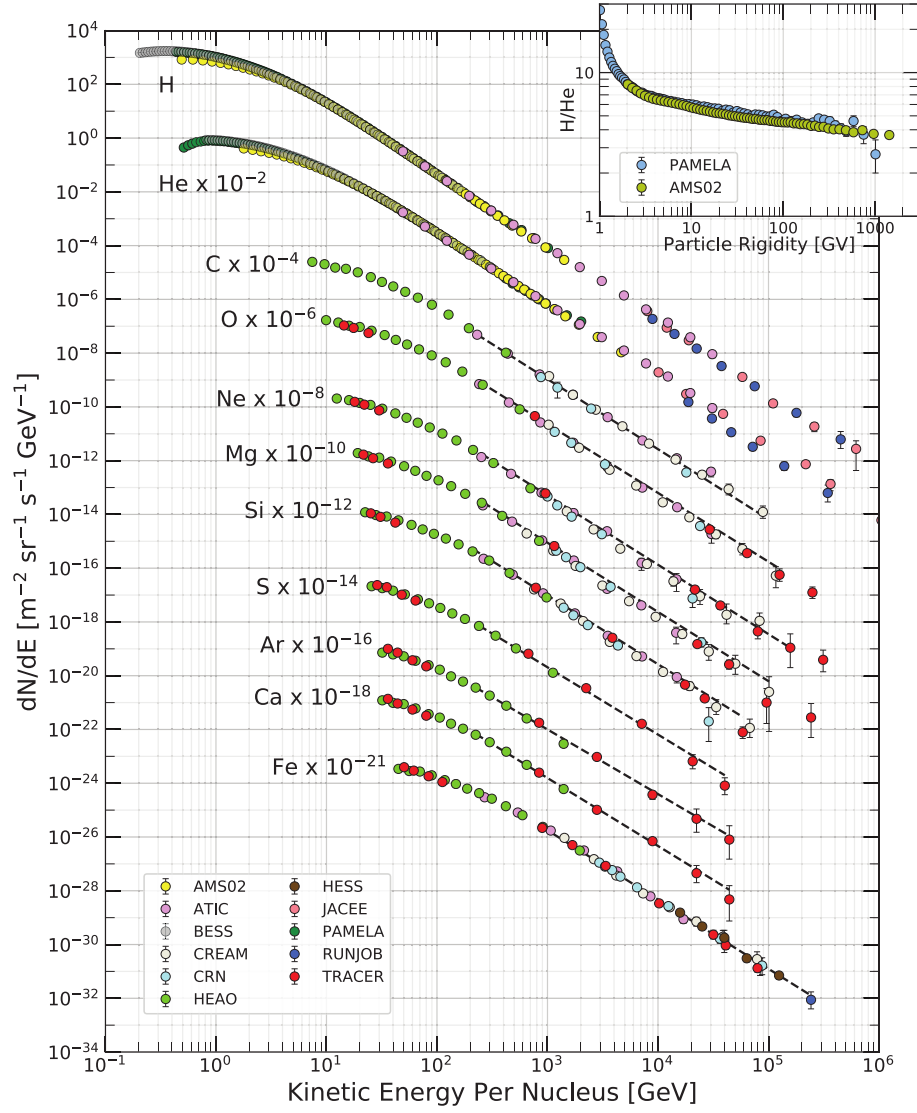 10^4
10^2
10^0
10^−2
10^−4
10^−6
10^−8
10^−10
10^−12
10^−14
10^−16
10^−18
10^−20
10^−22
10^−24
10^−26
10^−28
10^−30
10^−32
10^−34
dN/dE [m^−2 sr^−1 s^−1 GeV^−1]
H
He x 10^−2
C x 10^−4
O x 10^−6
Ne x 10^−8
Mg x 10^−10
Si x 10^−12
S x 10^−14
Ar x 10^−16
Ca x 10^−18
Fe x 10^−21
H/He
10
1
PAMELA
AMS02
1 10 100 1000
Particle Rigidity [GV]
AMS02
ATIC
BESS
CREAM
CRN
HEAO
HESS
JACEE
PAMELA
RUNJOB
TRACER
10^−1 10^0 10^1 10^2 10^3 10^4 10^5 10^6
Kinetic Energy Per Nucleus [GeV]